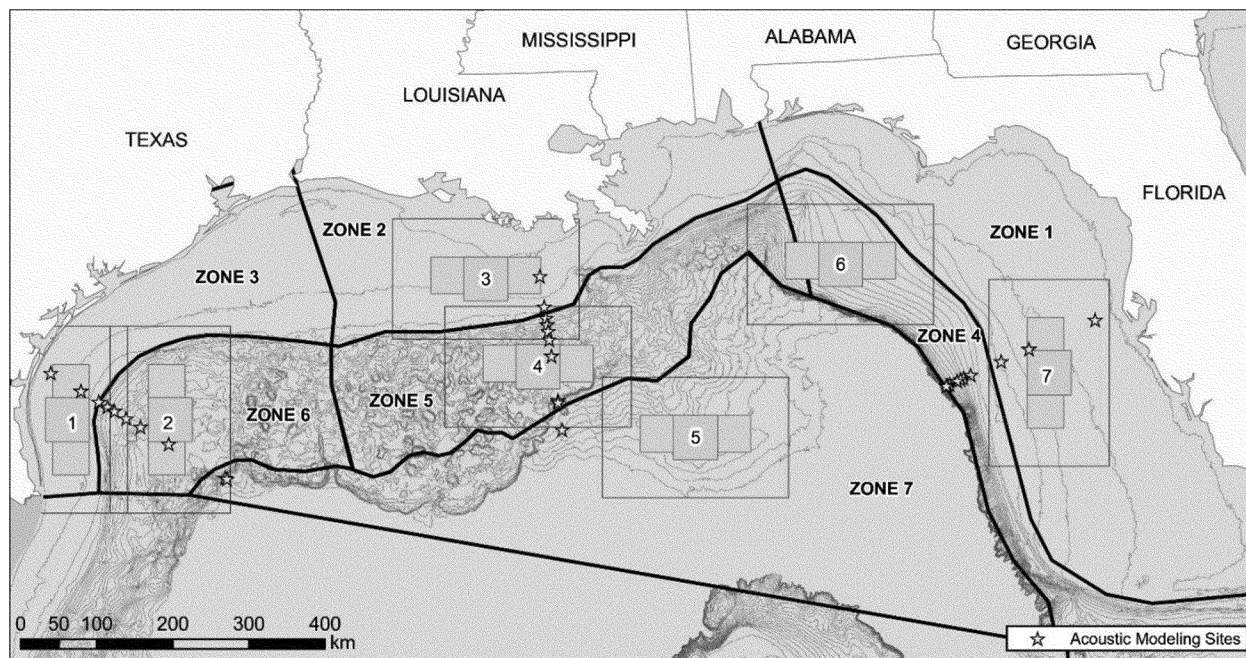 MISSISSIPPI
ALABAMA
GEORGIA
LOUISIANA
TEXAS
FLORIDA
ZONE 2
ZONE 1
ZONE 3
3
6
ZONE 4
4
7
1
2
ZONE 6
ZONE 5
5
ZONE 7
0 50 100 200 300 400
km
Acoustic Modeling Sites